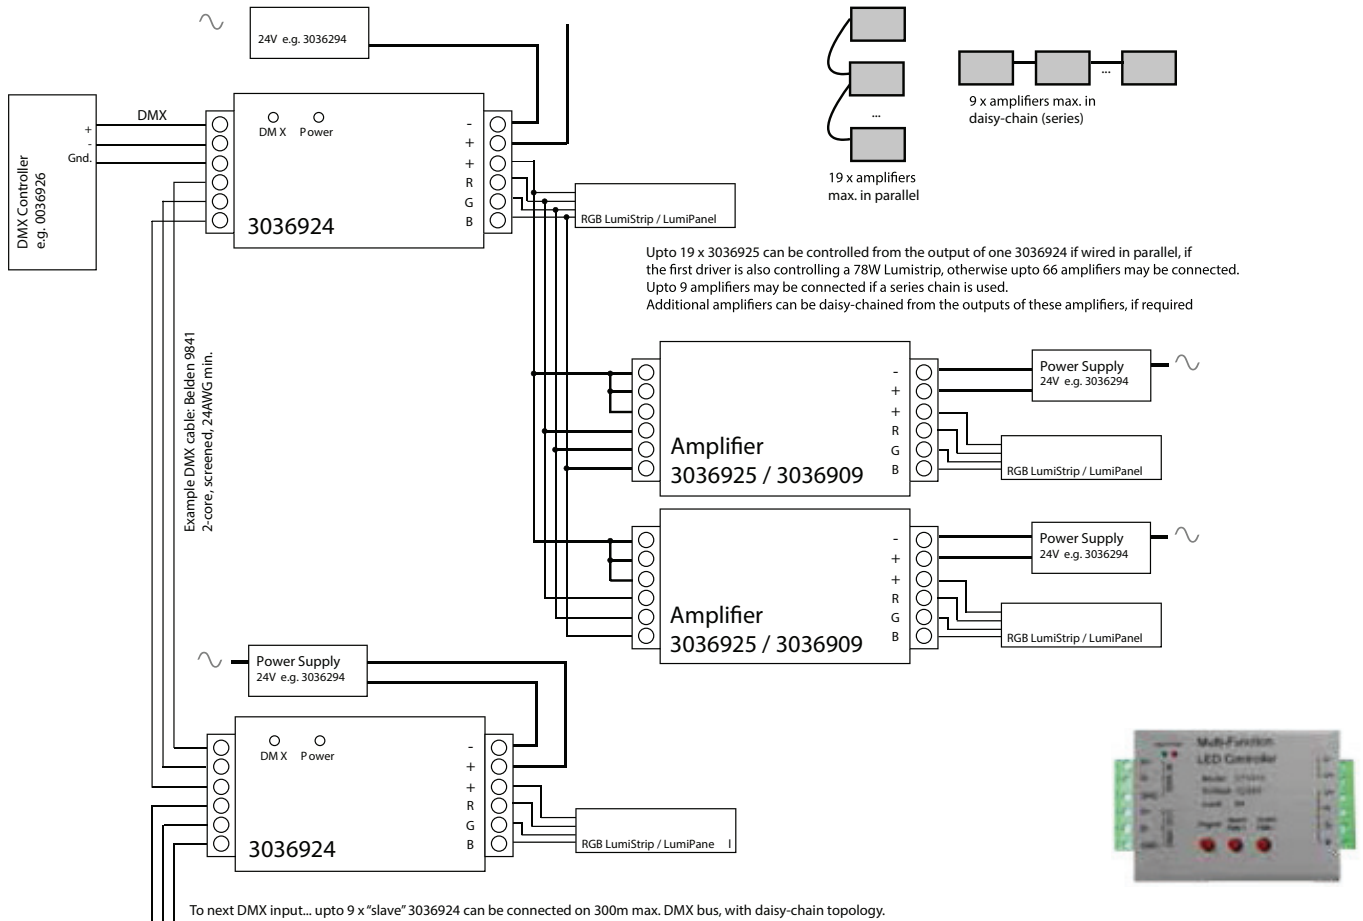 24V e.g. 3036294
DMX Controller
e.g. 0036926
+
-
Gnd.
DMX
DM X Power
3036924
-
+
+
R
G
B
RGB LumiStrip / LumiPanel
...
19 x amplifiers
max. in parallel
...
9 x amplifiers max. in
daisy-chain (series)
Upto 19 x 3036925 can be controlled from the output of one 3036924 if wired in parallel, if
the first driver is also controlling a 78W Lumistrip, otherwise upto 66 amplifiers may be connected.
Upto 9 amplifiers may be connected if a series chain is used.
Additional amplifiers can be daisy-chained from the outputs of these amplifiers, if required
Example DMX cable: Belden 9841
2-core, screened, 24AWG min.
Amplifier
3036925 / 3036909
-
+
+
R
G
B
Power Supply
24V e.g. 3036294
RGB LumiStrip / LumiPanel
Amplifier
3036925 / 3036909
-
+
+
R
G
B
Power Supply
24V e.g. 3036294
RGB LumiStrip / LumiPanel
Power Supply
24V e.g. 3036294
DM X Power
3036924
-
+
+
R
G
B
RGB LumiStrip / LumiPane l
Multi-Function
LED Controller
To next DMX input... upto 9 x “slave” 3036924 can be connected on 300m max. DMX bus, with daisy-chain topology.